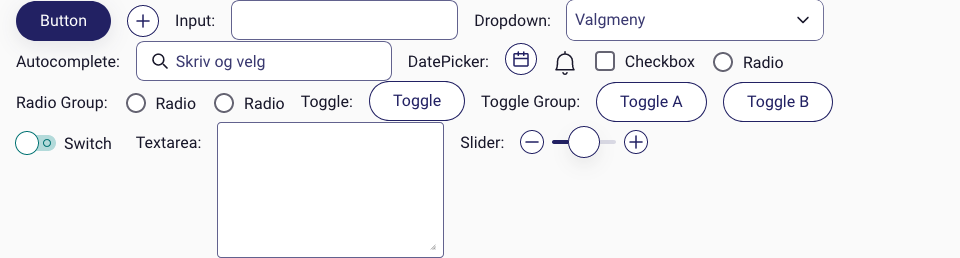 Button Input: Dropdown: Valgmeny
Autocomplete: Skriv og velg DatePicker: Checkbox Radio
Radio Group: Radio Radio Toggle: Toggle Toggle Group: Toggle A Toggle B
Switch Textarea: Slider: